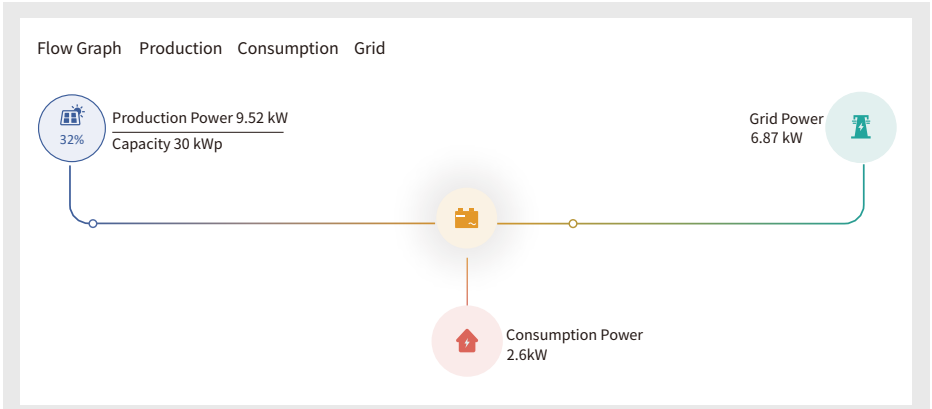 Flow Graph Production Consumption Grid
32%
Production Power 9.52 kW
Capacity 30 kWp
Grid Power
6.87 kW
Consumption Power
2.6kW